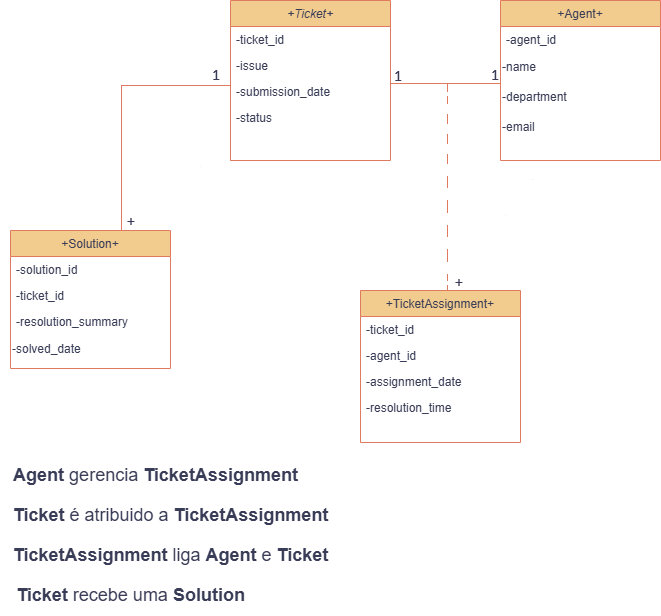 +Ticket+
-ticket_id
-issue
-submission_date
-status
+Agent+
-agent_id
-name
-department
-email
1
1
1
+
+
+Solution+
-solution_id
-ticket_id
-resolution_summary
-solved_date
+TicketAssignment+
-ticket_id
-agent_id
-assignment_date
-resolution_time
Agent gerencia TicketAssignment
Ticket é atribuido a TicketAssignment
TicketAssignment liga Agent e Ticket
Ticket recebe uma Solution